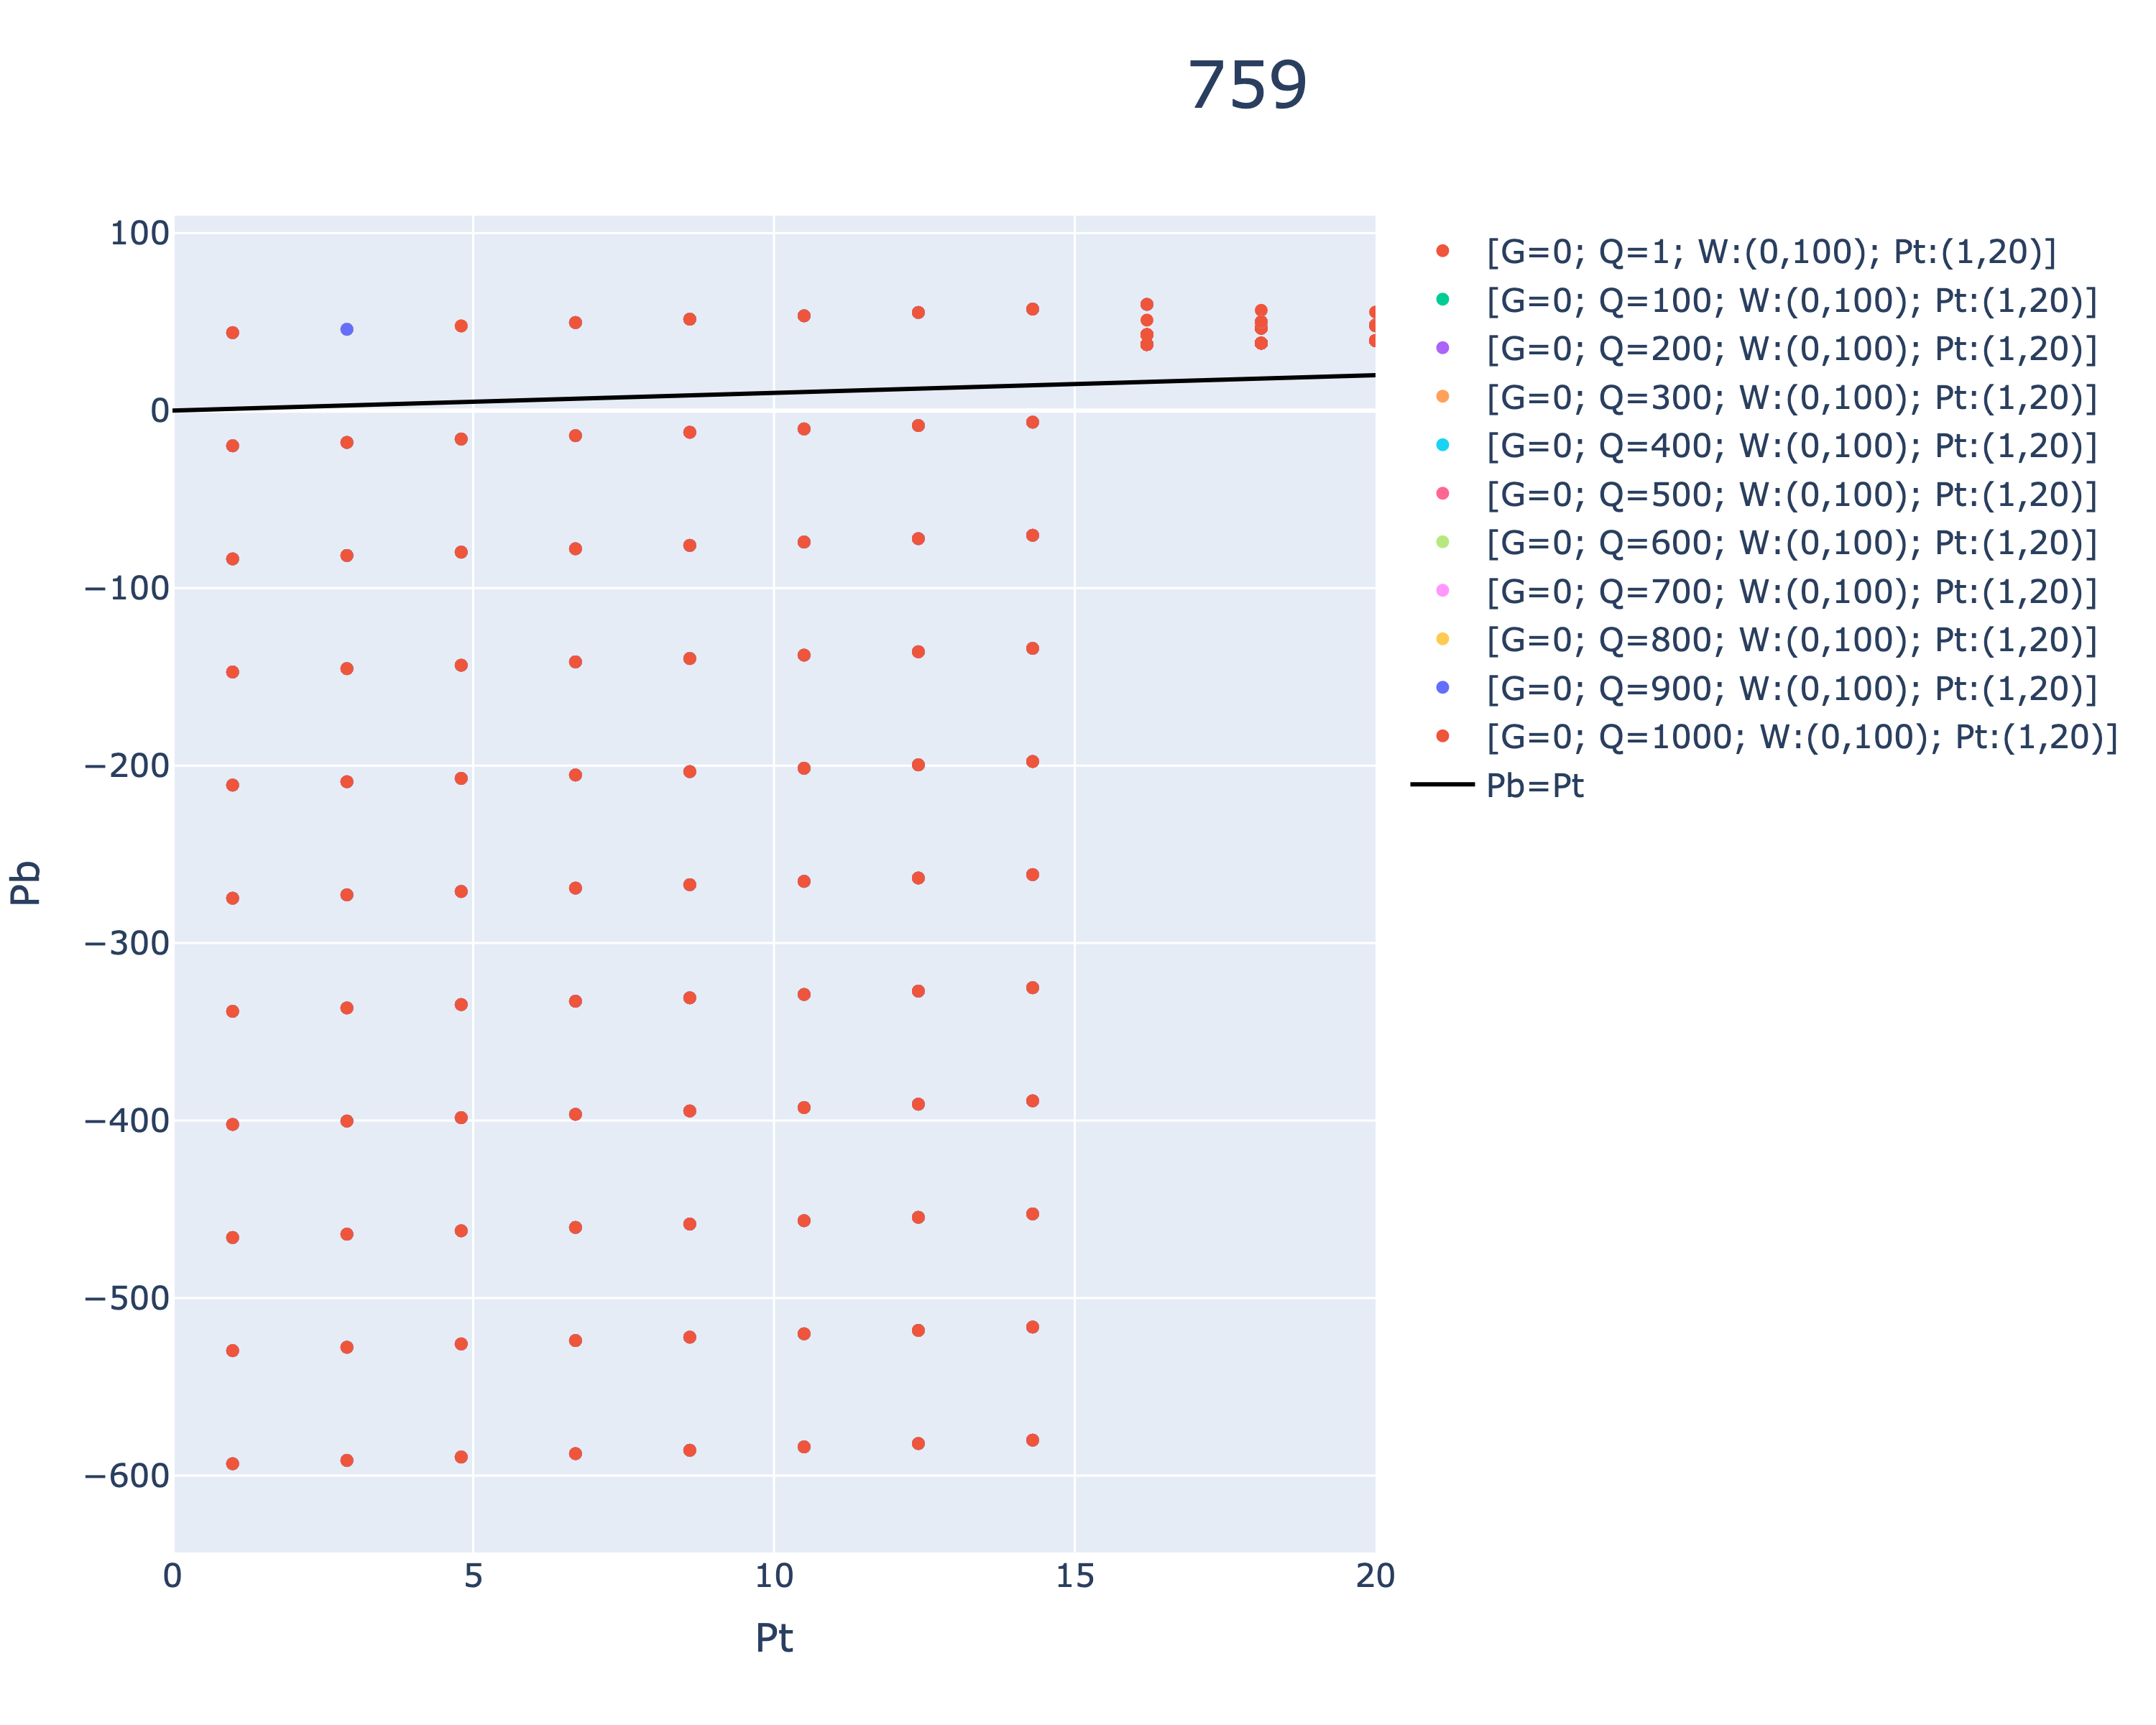 759
100
0
−100
−200
−300
−400
−500
−600
Pb
0 5 10 15 20
Pt
[G=0; Q=1; W:(0,100); Pt:(1,20)]
[G=0; Q=100; W:(0,100); Pt:(1,20)]
[G=0; Q=200; W:(0,100); Pt:(1,20)]
[G=0; Q=300; W:(0,100); Pt:(1,20)]
[G=0; Q=400; W:(0,100); Pt:(1,20)]
[G=0; Q=500; W:(0,100); Pt:(1,20)]
[G=0; Q=600; W:(0,100); Pt:(1,20)]
[G=0; Q=700; W:(0,100); Pt:(1,20)]
[G=0; Q=800; W:(0,100); Pt:(1,20)]
[G=0; Q=900; W:(0,100); Pt:(1,20)]
[G=0; Q=1000; W:(0,100); Pt:(1,20)]
Pb=Pt